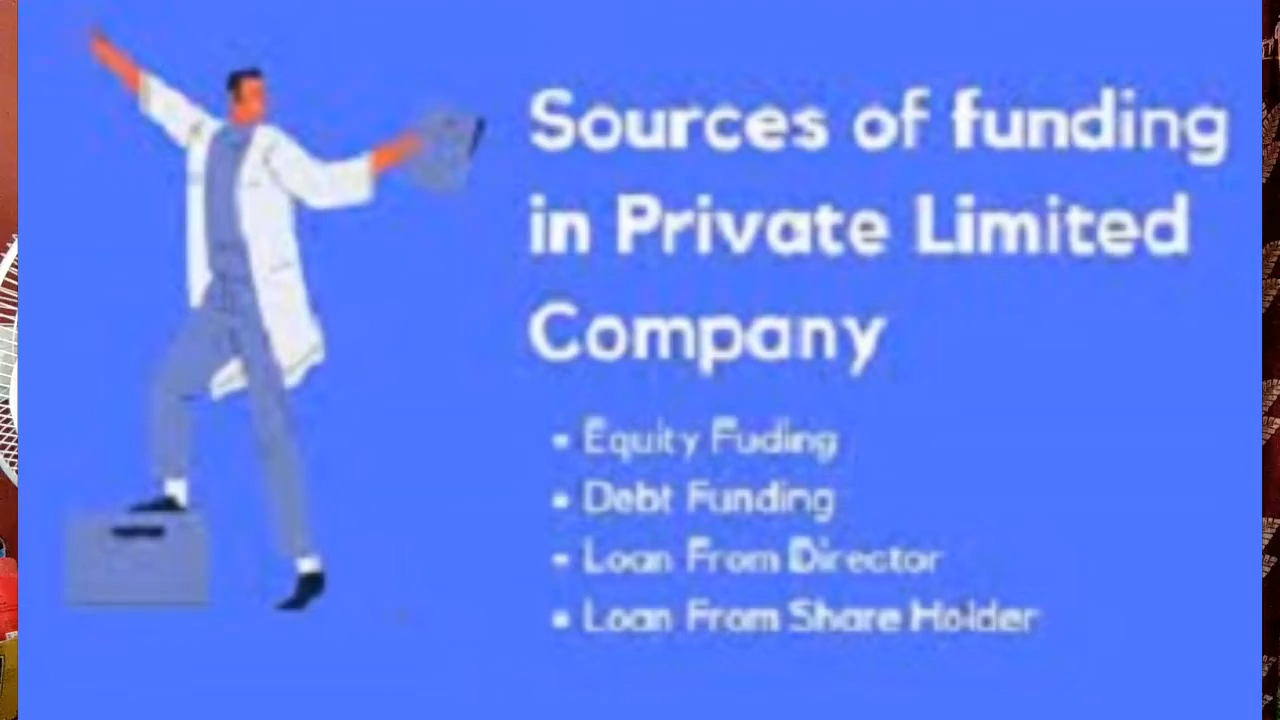 Sources of funding
in Private Limited
Company
• Equity Fuding
• Debt Funding
• Loan From Director
• Loan From Share Holder